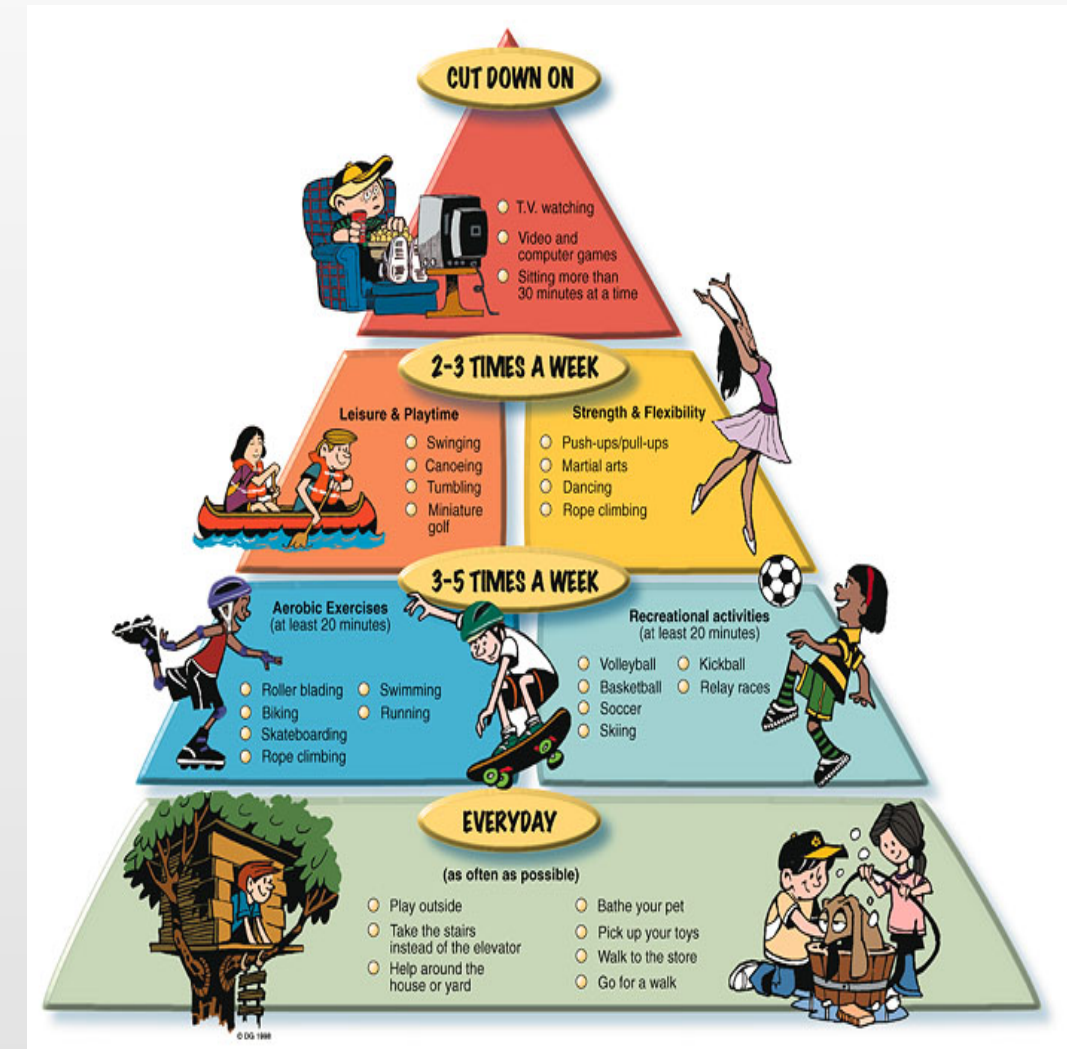 CUT DOWN ON
T.V. watching
Video and
computer games
Sitting more than
30 minutes at a time
2-3 TIMES A WEEK
Leisure & Playtime
Swinging
Canoeing
Tumbling
Miniature
golf
Strength & Flexibility
Push-ups/pull-ups
Martial arts
Dancing
Rope climbing
3-5 TIMES A WEEK
Aerobic Exercises
(at least 20 minutes)
Roller blading
Biking
Skateboarding
Rope climbing
Swimming
Running
Recreational activities
(at least 20 minutes)
Volleyball
Basketball
Soccer
Skiing
Kickball
Relay races
EVERYDAY
(as often as possible)
Play outside
Take the stairs
instead of the elevator
Help around the
house or yard
Bathe your pet
Pick up your toys
Walk to the store
Go for a walk
© DG 1998